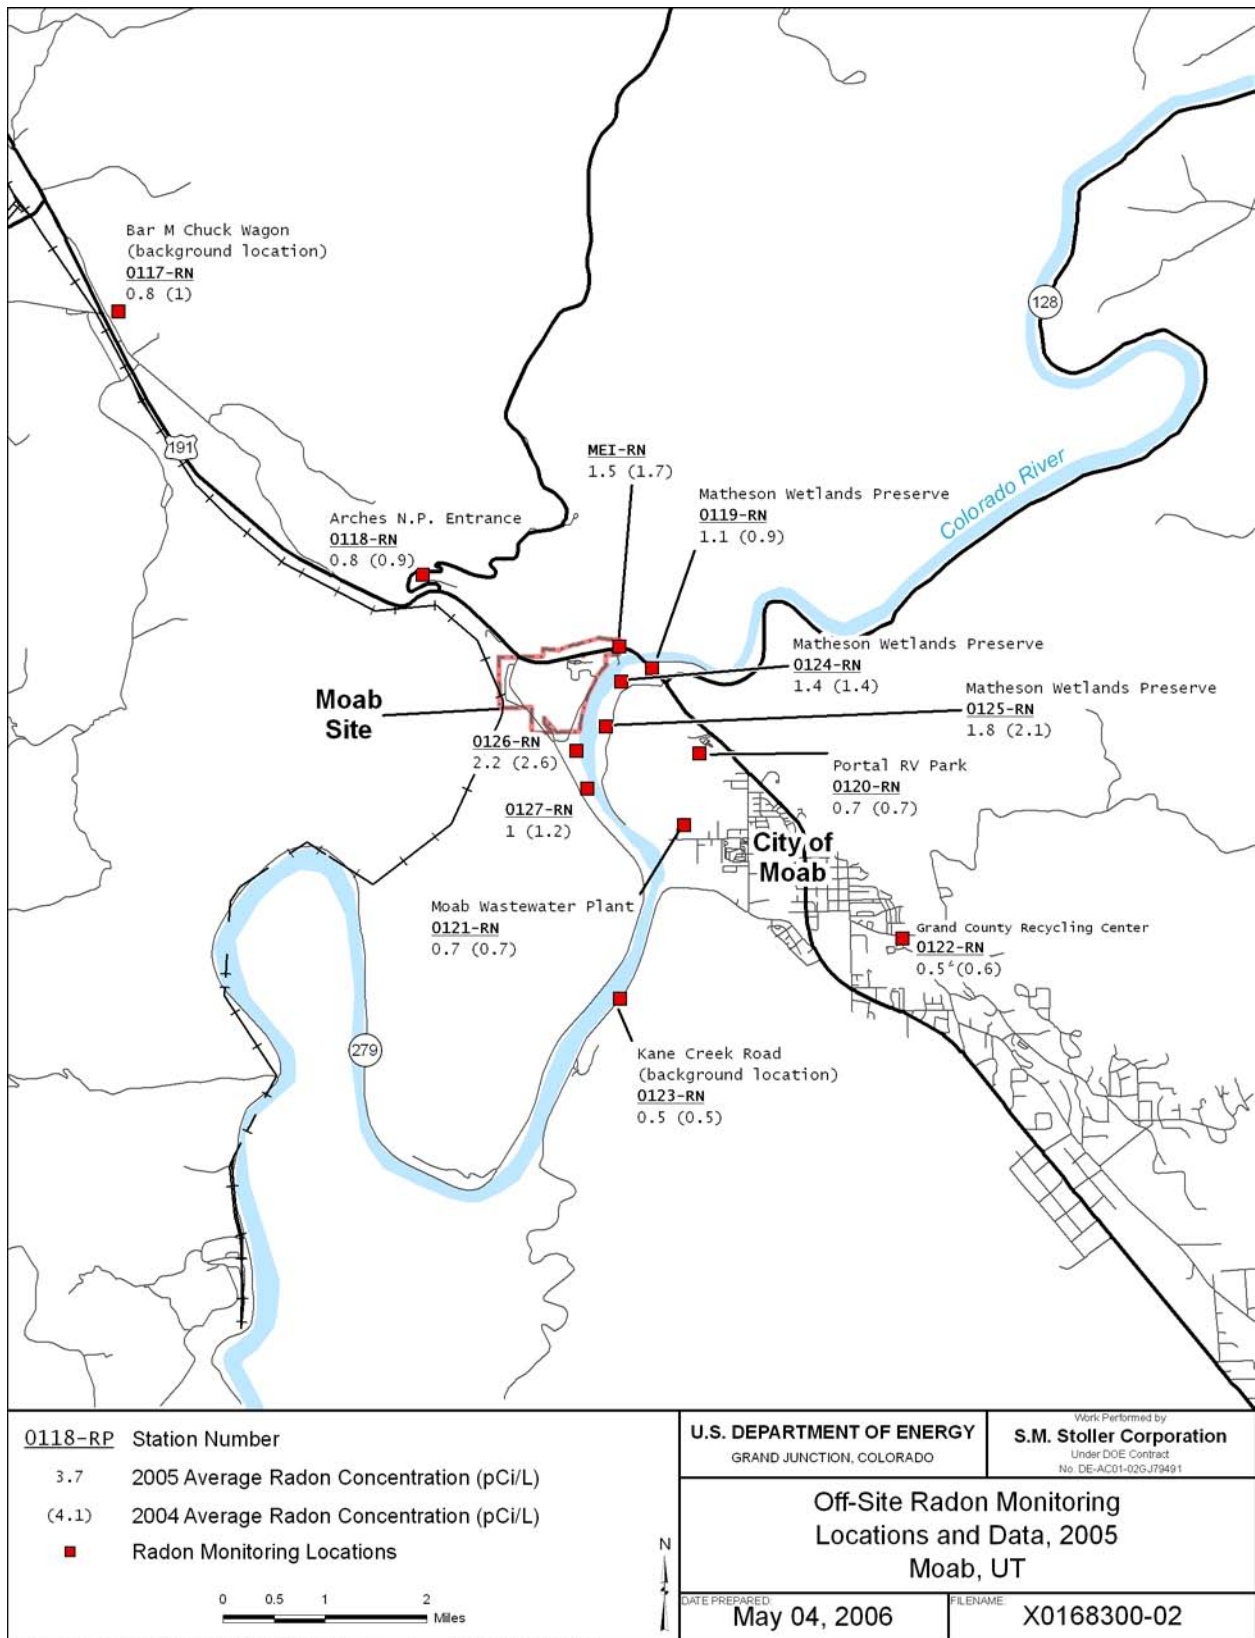 Bar M Chuck Wagon
(background location)
0117-RN
0.8 (1)
128
191
MEI-RN
1.5 (1.7)
Matheson Wetlands Preserve
0119-RN
1.1 (0.9)
Colorado River
Arches N.P. Entrance
0118-RN
0.8 (0.9)
Matheson Wetlands Preserve
0124-RN
1.4 (1.4)
Matheson Wetlands Preserve
0125-RN
1.8 (2.1)
Moab
Site
0126-RN
2.2 (2.6)
Portal RV Park
0120-RN
0.7 (0.7)
0127-RN
1 (1.2)
City of
Moab
Moab Wastewater Plant
0121-RN
0.7 (0.7)
Grand County Recycling Center
0122-RN
0.5 (0.6)
279
Kane Creek Road
(background location)
0123-RN
0.5 (0.5)
0118-RP Station Number
3.7 2005 Average Radon Concentration (pCi/L)
(4.1) 2004 Average Radon Concentration (pCi/L)
Radon Monitoring Locations
0 0.5 1 2
Miles
N
U.S. DEPARTMENT OF ENERGY
GRAND JUNCTION, COLORADO
Work Performed by
S.M. Stoller Corporation
Under DOE Contract
No. DE-AC01-02GJ79491
Off-Site Radon Monitoring
Locations and Data, 2005
Moab, UT
DATE PREPARED:
May 04, 2006
FILENAME:
X0168300-02